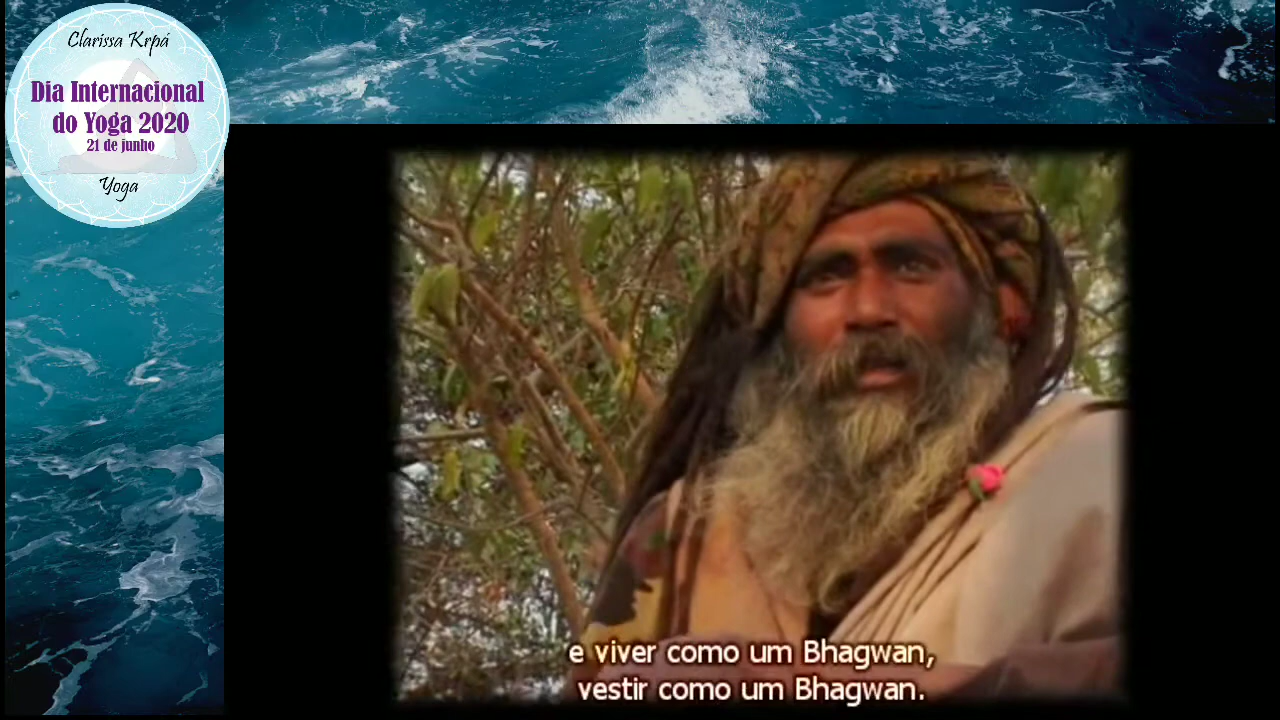 Clarissa Krpá
Dia Internacional
do Yoga 2020
21 de junho
Yoga
e viver como um Bhagwan,
vestir como um Bhagwan.